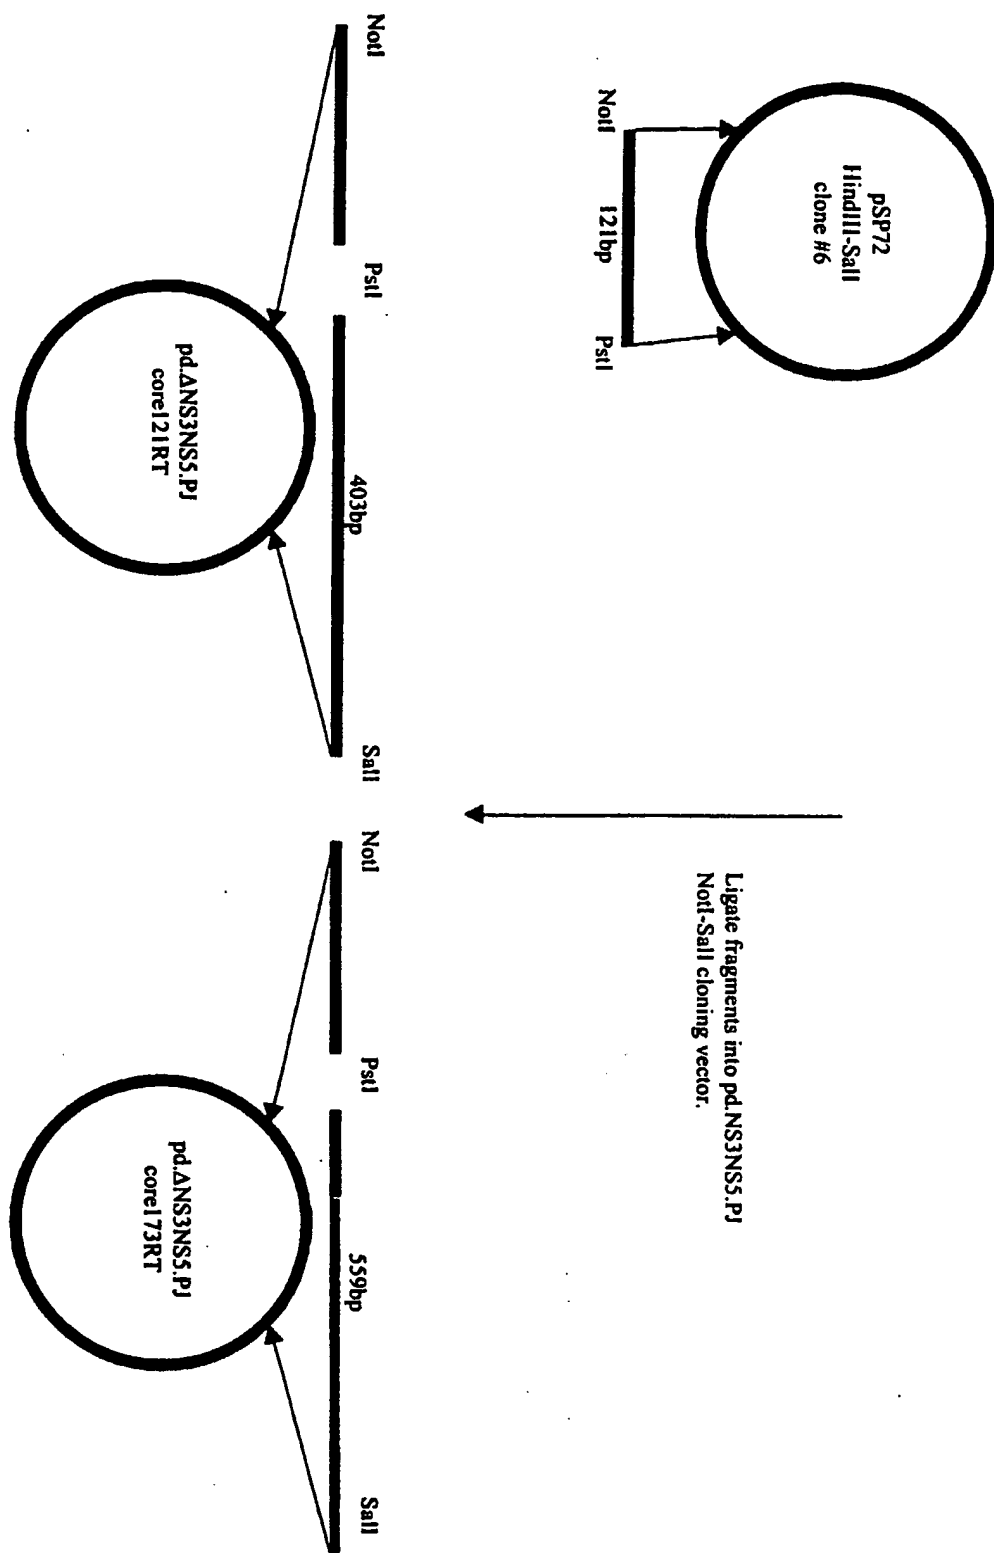 pSP72
HindIII-SalI
clone #6
NotI
121bp
PstI
Ligate fragments into pd.NS3NS5.PJ
NotI-SalI cloning vector.
NotI
PstI
403bp
SalI
pd.ΔNS3NS5.PJ
core121RT
NotI
PstI
559bp
SalI
pd.ΔNS3NS5.PJ
core173RT